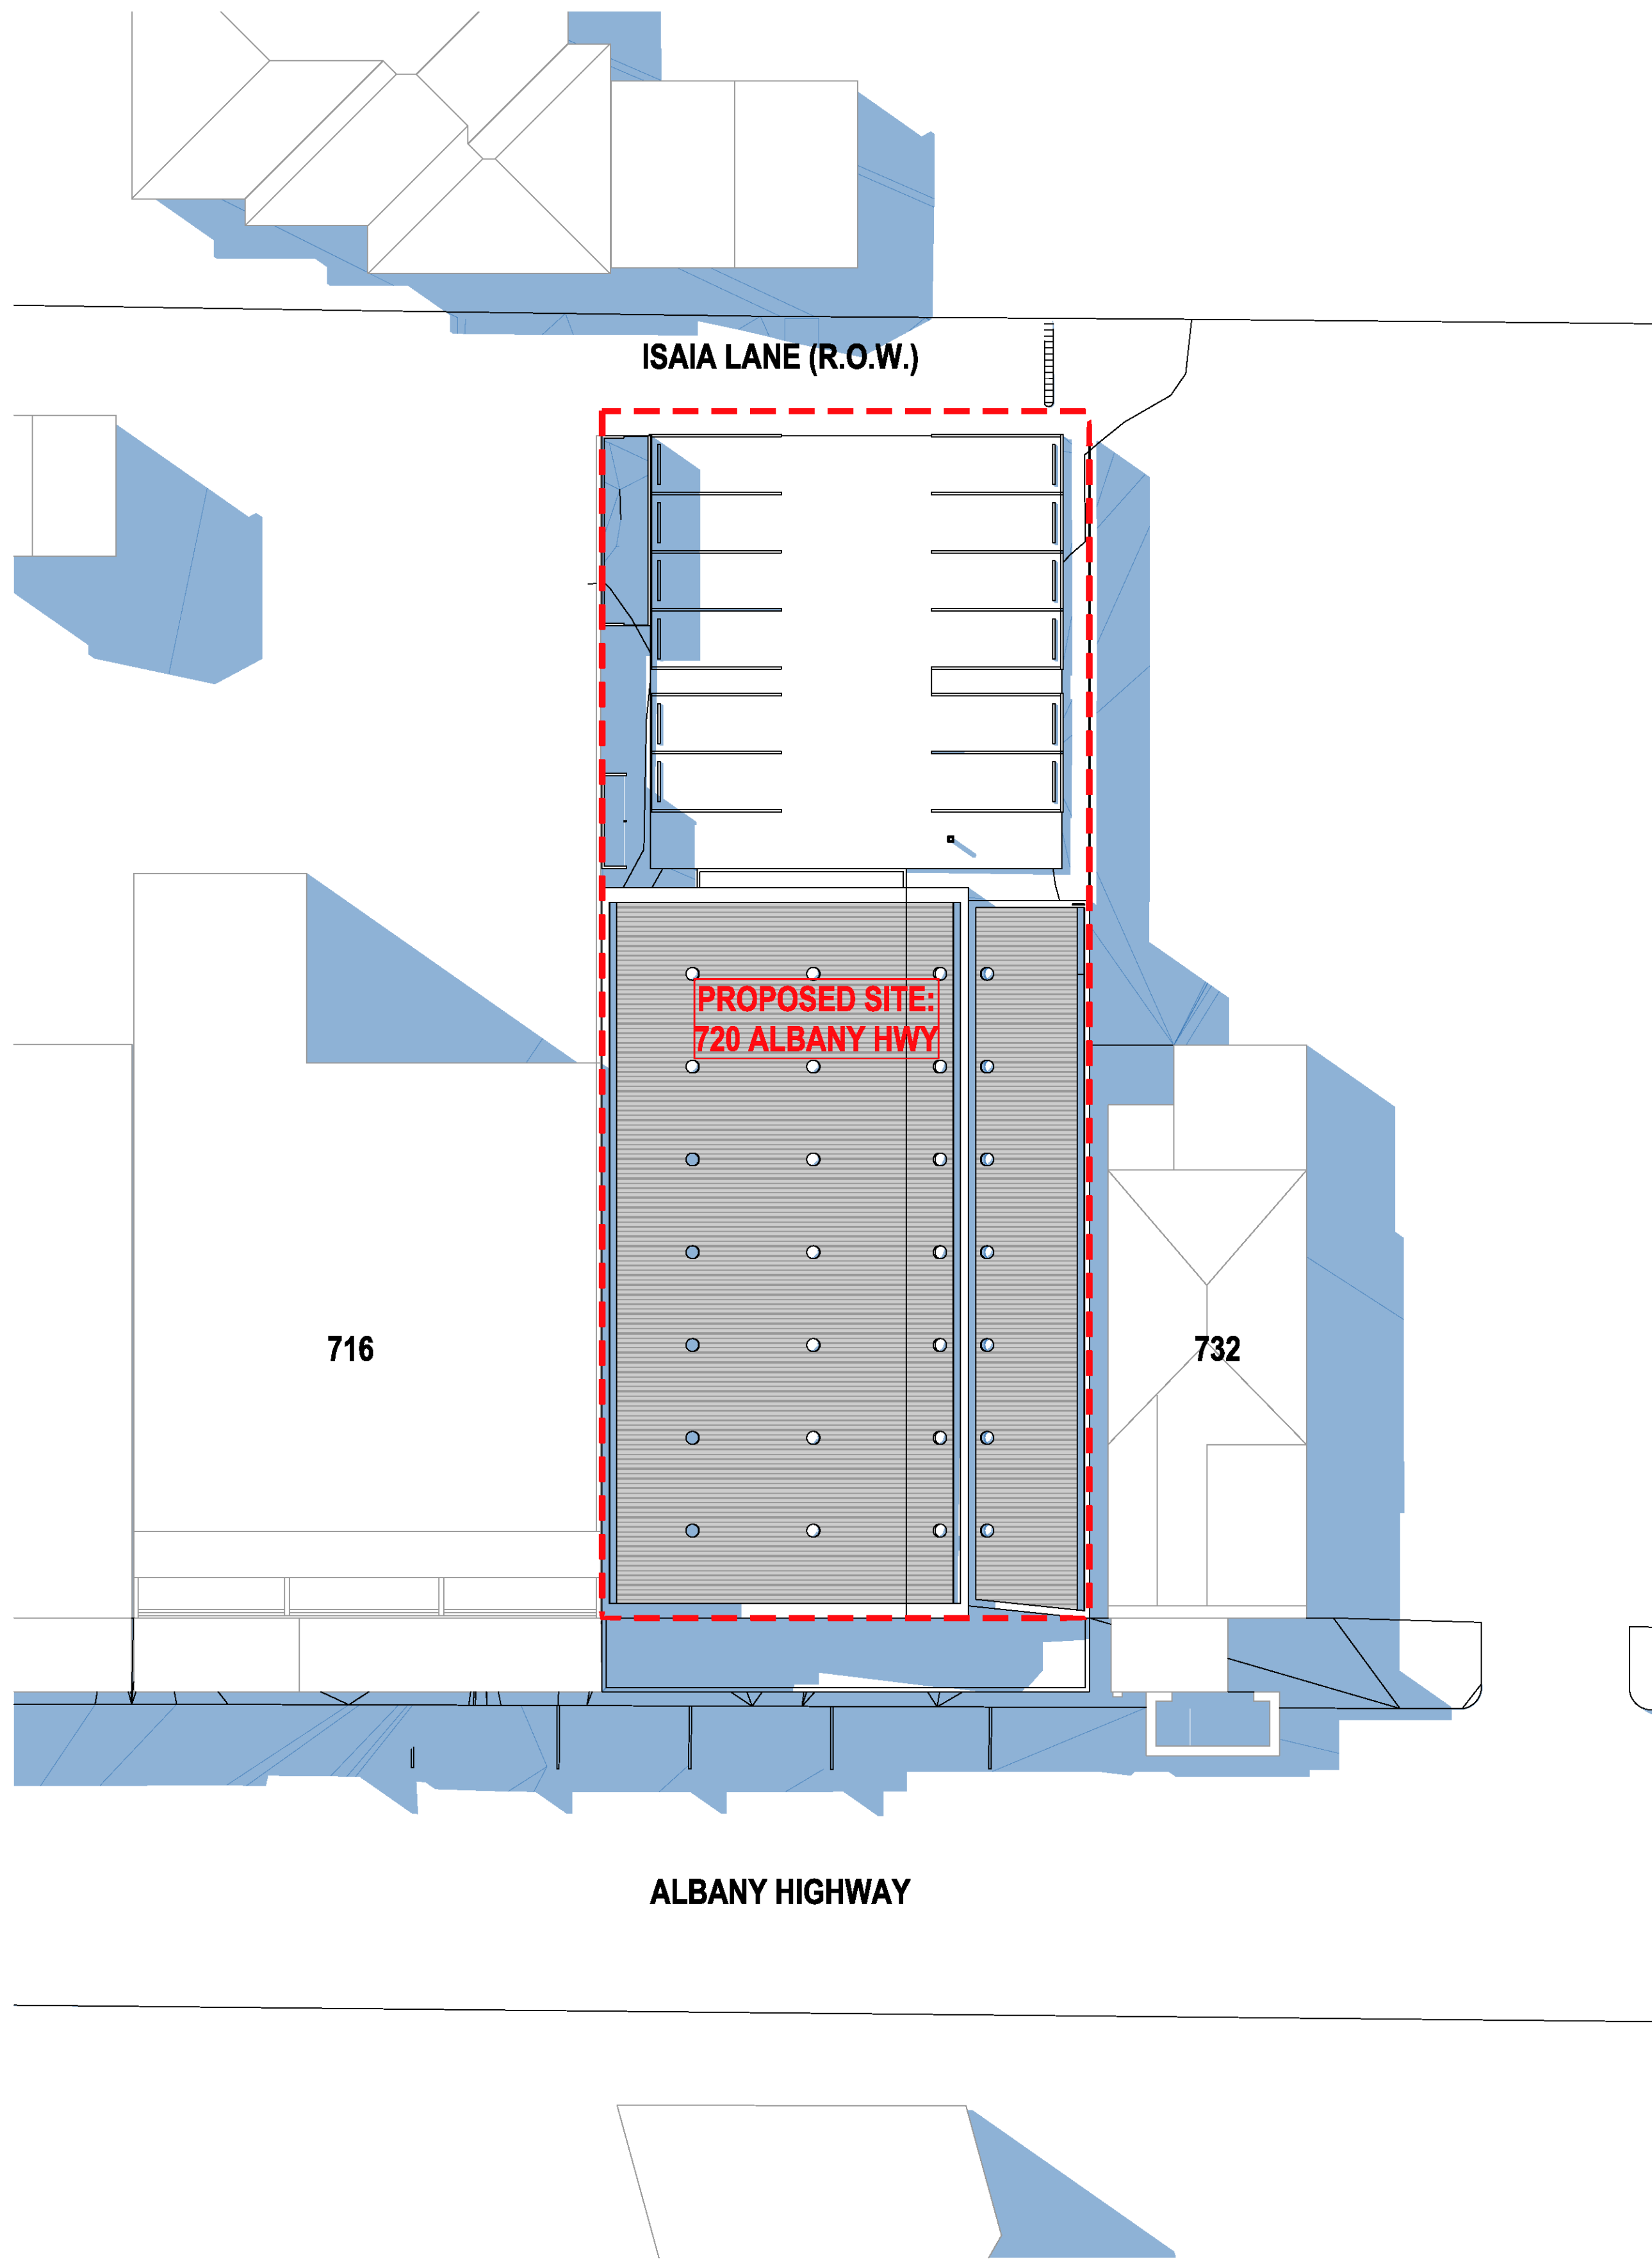 ISAIA LANE (R.O.W.)
PROPOSED SITE:
720 ALBANY HWY
716
732
ALBANY HIGHWAY